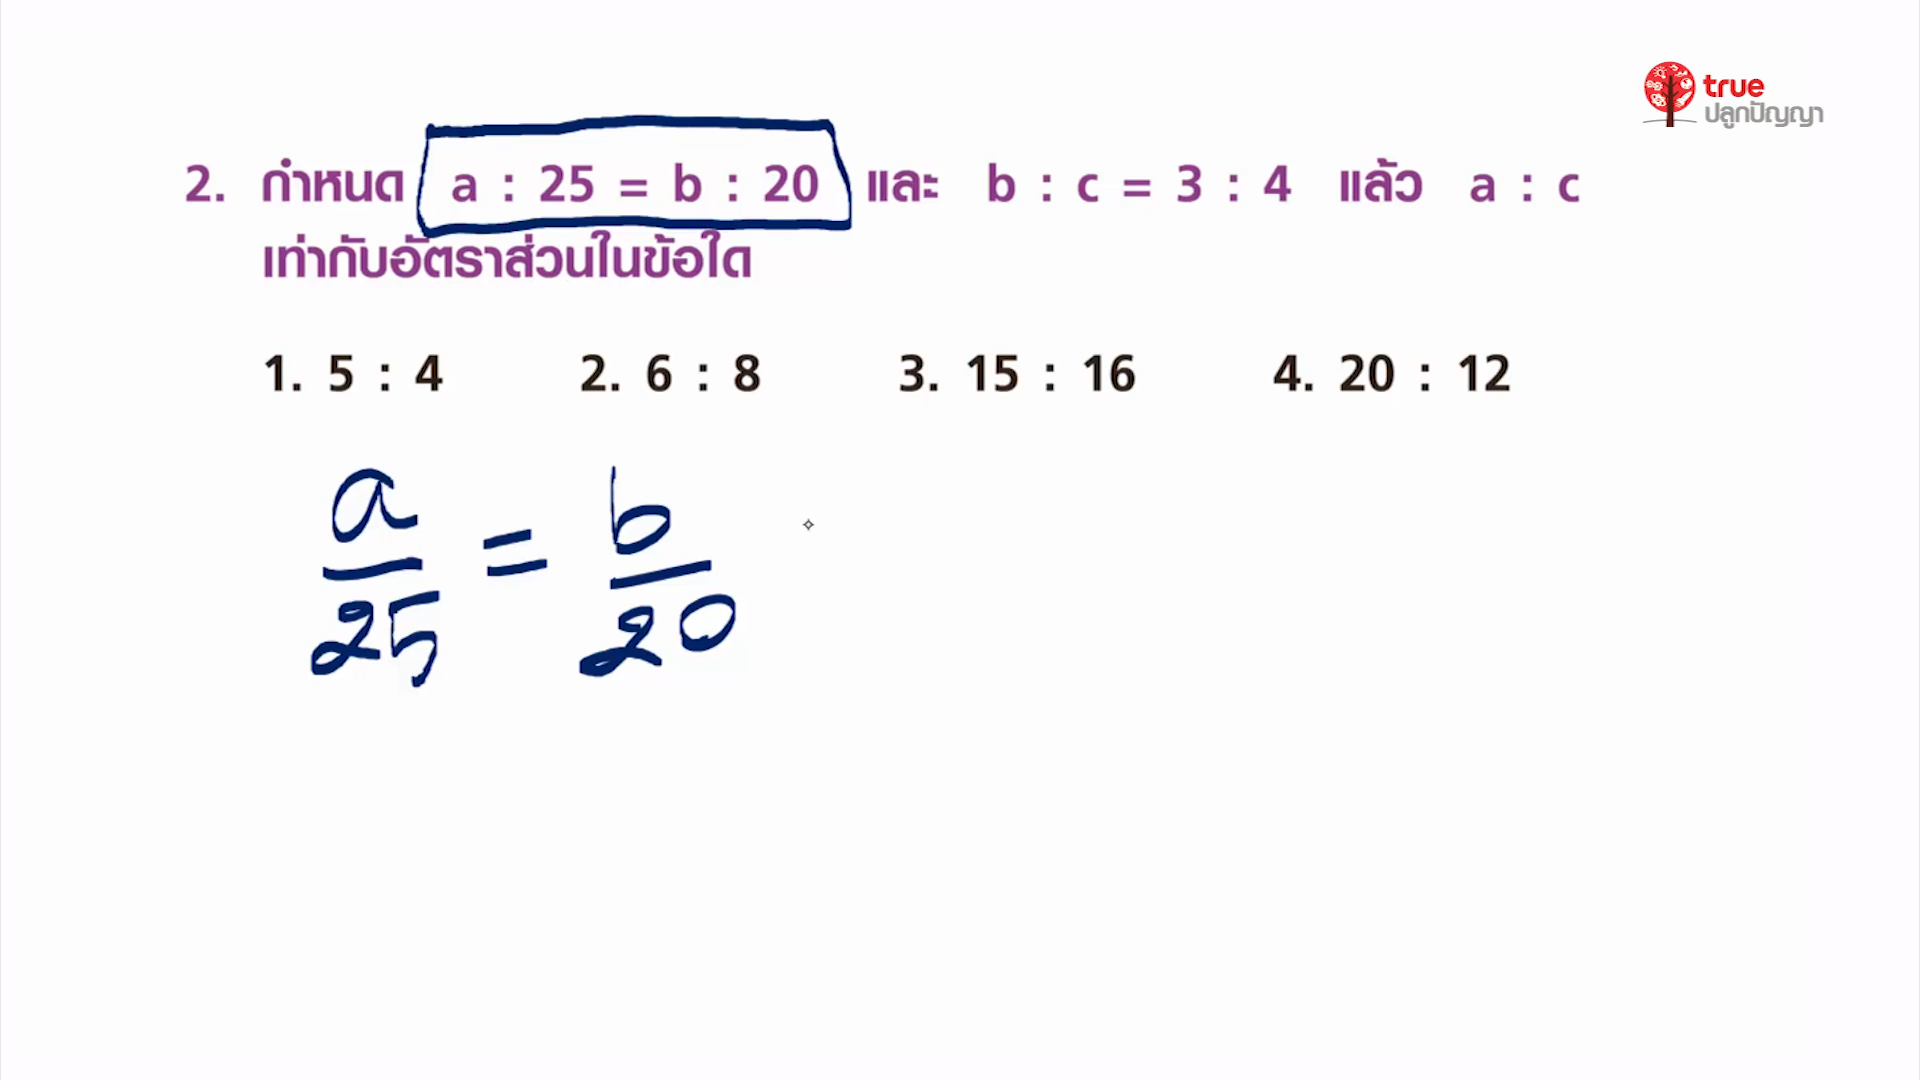 true
ปลูกปัญญา
2. กำหนด a : 25 = b : 20 และ b : c = 3 : 4 แล้ว a : c
เท่ากับอัตราส่วนในข้อใด
1. 5 : 4 2. 6 : 8 3. 15 : 16 4. 20 : 12
a/25 = b/20